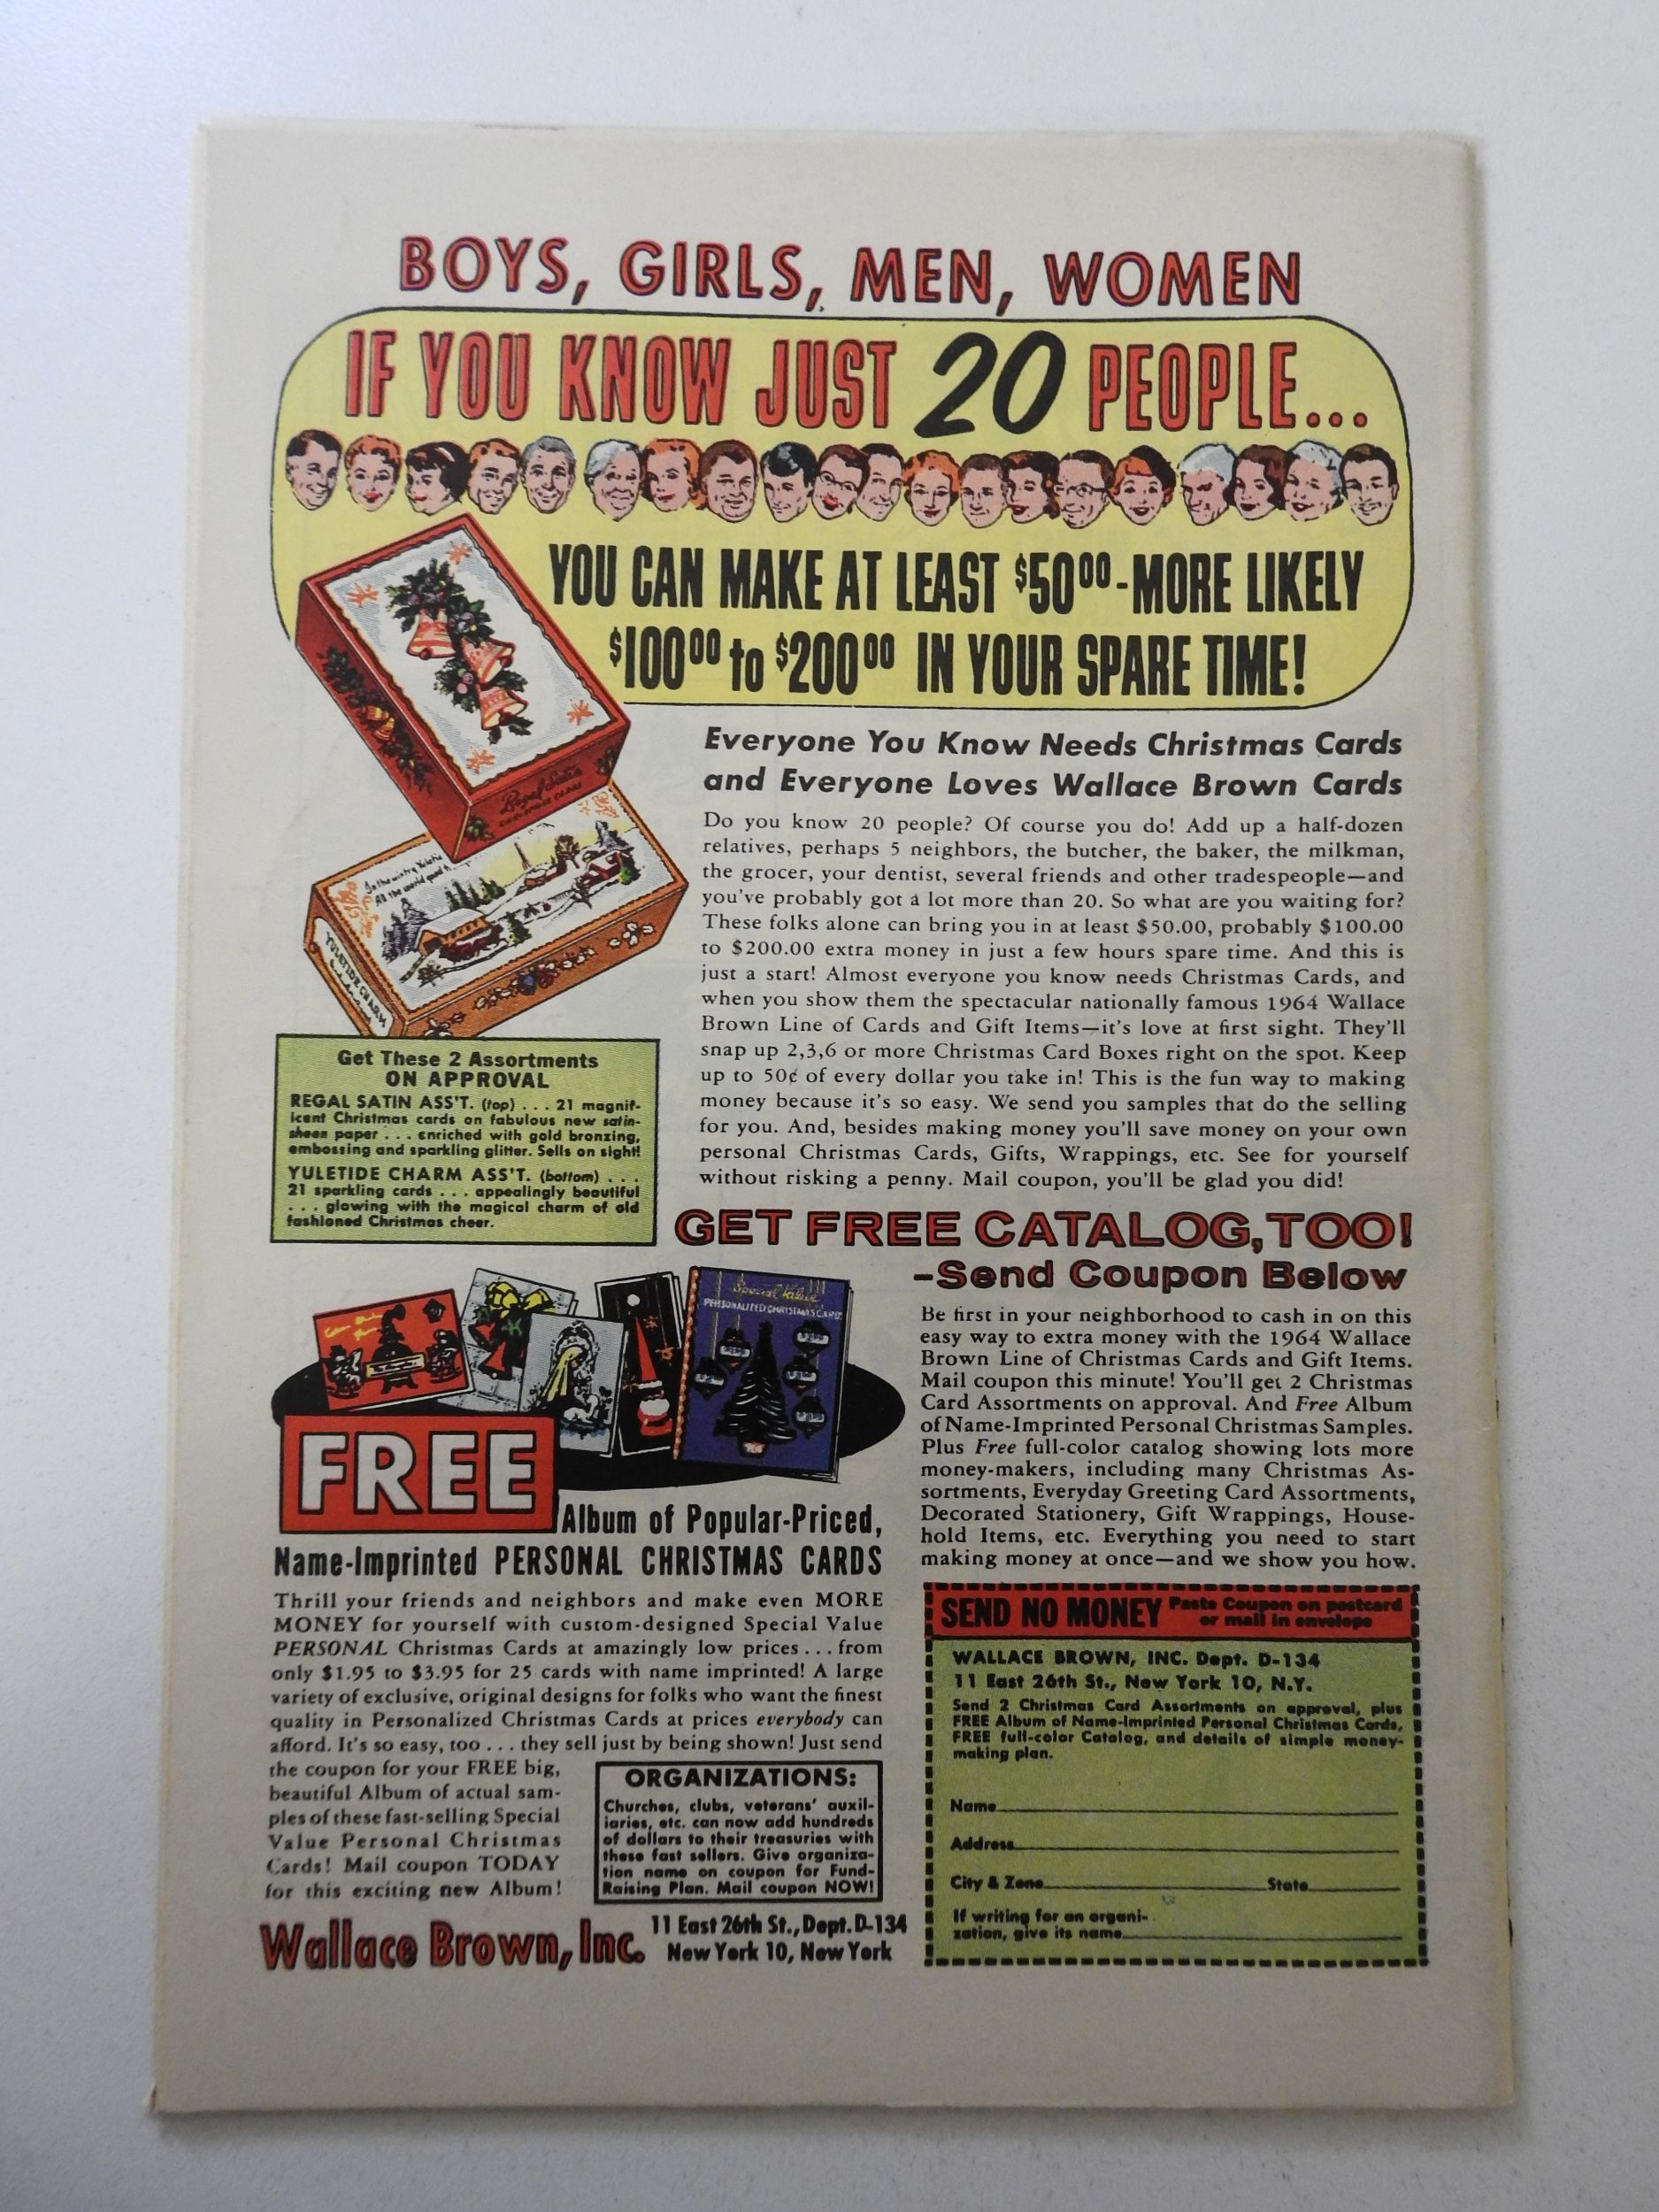 BOYS, GIRLS, MEN, WOMEN
IF YOU KNOW JUST 20 PEOPLE...
YOU CAN MAKE AT LEAST $50.00-MORE LIKELY
$100.00 to $200.00 IN YOUR SPARE TIME!
Regal Satin
In the wintry Yuletide
All the world
YULETIDE CHARM
Everyone You Know Needs Christmas Cards
and Everyone Loves Wallace Brown Cards
Do you know 20 people? Of course you do! Add up a half-dozen
relatives, perhaps 5 neighbors, the butcher, the baker, the milkman,
the grocer, your dentist, several friends and other tradespeople—and
you've probably got a lot more than 20. So what are you waiting for?
These folks alone can bring you in at least $50.00, probably $100.00
to $200.00 extra money in just a few hours spare time. And this is
just a start! Almost everyone you know needs Christmas Cards, and
when you show them the spectacular nationally famous 1964 Wallace
Brown Line of Cards and Gift Items—it's love at first sight. They'll
snap up 2,3,6 or more Christmas Card Boxes right on the spot. Keep
up to 50¢ of every dollar you take in! This is the fun way to making
money because it's so easy. We send you samples that do the selling
for you. And, besides making money you'll save money on your own
personal Christmas Cards, Gifts, Wrappings, etc. See for yourself
without risking a penny. Mail coupon, you'll be glad you did!
Get These 2 Assortments
ON APPROVAL
REGAL SATIN ASS'T. (top) . . . 21 magnif-
icent Christmas cards on fabulous new satin-
sheen paper . . . enriched with gold bronzing,
embossing and sparkling glitter. Sells on sight!
YULETIDE CHARM ASS'T. (bottom) . . .
21 sparkling cards . . . appealingly beautiful
. . . glowing with the magical charm of old
fashioned Christmas cheer.
GET FREE CATALOG, TOO!
-Send Coupon Below
Be first in your neighborhood to cash in on this
easy way to extra money with the 1964 Wallace
Brown Line of Christmas Cards and Gift Items.
Mail coupon this minute! You'll get 2 Christmas
Card Assortments on approval. And Free Album
of Name-Imprinted Personal Christmas Samples.
Plus Free full-color catalog showing lots more
money-makers, including many Christmas As-
sortments, Everyday Greeting Card Assortments,
Decorated Stationery, Gift Wrappings, House-
hold Items, etc. Everything you need to start
making money at once—and we show you how.
Special Value
PERSONALIZED CHRISTMAS CARDS
FREE
Album of Popular-Priced,
Name-Imprinted PERSONAL CHRISTMAS CARDS
Thrill your friends and neighbors and make even MORE
MONEY for yourself with custom-designed Special Value
PERSONAL Christmas Cards at amazingly low prices . . . from
only $1.95 to $3.95 for 25 cards with name imprinted! A large
variety of exclusive, original designs for folks who want the finest
quality in Personalized Christmas Cards at prices everybody can
afford. It's so easy, too . . . they sell just by being shown! Just send
the coupon for your FREE big,
beautiful Album of actual sam-
ples of these fast-selling Special
Value Personal Christmas
Cards! Mail coupon TODAY
for this exciting new Album!
ORGANIZATIONS:
Churches, clubs, veterans' auxil-
iaries, etc. can now add hundreds
of dollars to their treasuries with
these fast sellers. Give organiza-
tion name on coupon for Fund-
Raising Plan. Mail coupon NOW!
Wallace Brown, Inc.
11 East 26th St., Dept. D-134
New York 10, New York
SEND NO MONEY
Paste Coupon on postcard
or mail in envelope
WALLACE BROWN, INC. Dept. D-134
11 East 26th St., New York 10, N.Y.
Send 2 Christmas Card Assortments on approval, plus
FREE Album of Name-Imprinted Personal Christmas Cards,
FREE full-color Catalog, and details of simple money-
making plan.
Name
Address
City & Zone State
If writing for an organi-
zation, give its name